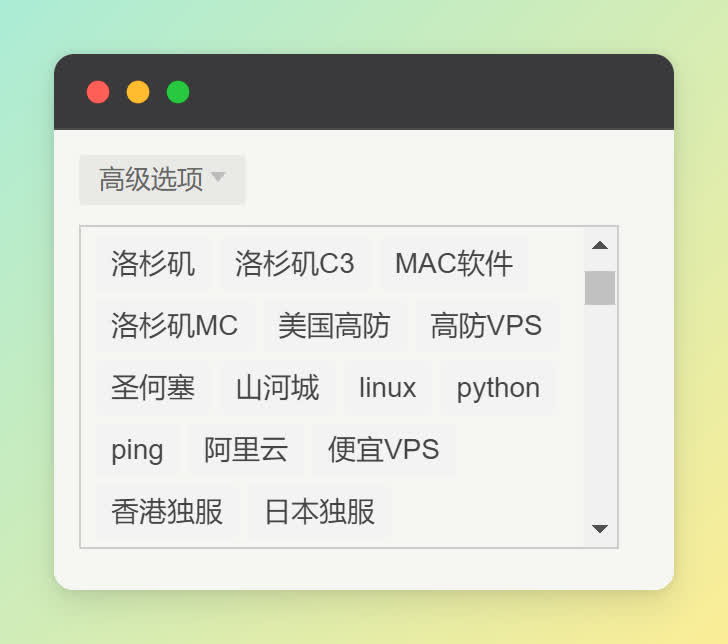 高级选项
洛杉矶 洛杉矶C3 MAC软件
洛杉矶MC 美国高防 高防VPS
圣何塞 山河城 linux python
ping 阿里云 便宜VPS
香港独服 日本独服